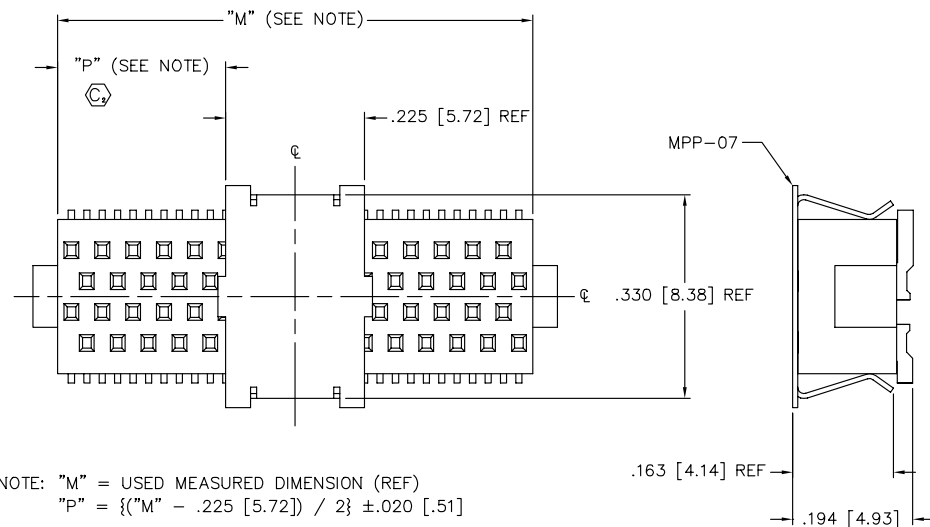 "M" (SEE NOTE)
"P" (SEE NOTE)
C₂
.225 [5.72] REF
℄
MPP-07
℄
.330 [8.38] REF
.163 [4.14] REF
.194 [4.93]
NOTE: "M" = USED MEASURED DIMENSION (REF)
"P" = {("M" - .225 [5.72]) / 2} ±.020 [.51]